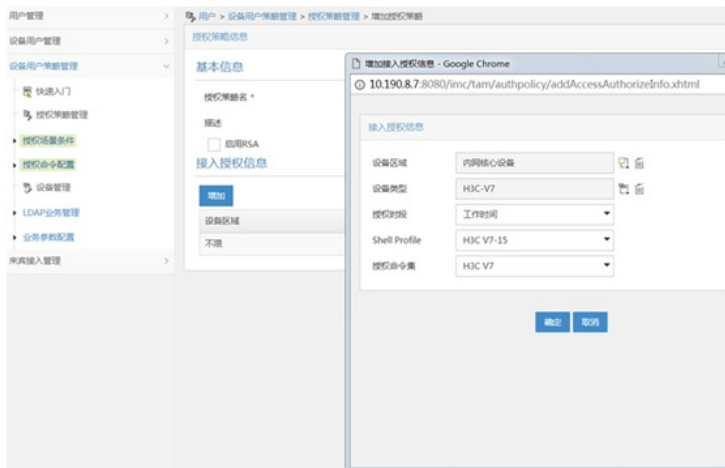 用户管理
设备用户管理
设备用户策略管理
快速入门
授权策略管理
授权场景条件
授权命令配置
设备管理
LDAP业务管理
业务参数配置
来宾接入管理
用户 > 设备用户策略管理 > 授权策略管理 > 增加授权策略
授权策略信息
基本信息
授权策略名 *
描述
启用RSA
接入授权信息
增加
设备区域
不限
增加接入授权信息 - Google Chrome
10.190.8.7:8080/imc/tam/authpolicy/addAccessAuthorizeInfo.xhtml
接入授权信息
设备区域 内网核心设备
设备类型 H3C-V7
授权时段 工作时间
Shell Profile H3C V7-15
授权命令集 H3C V7
确定 取消